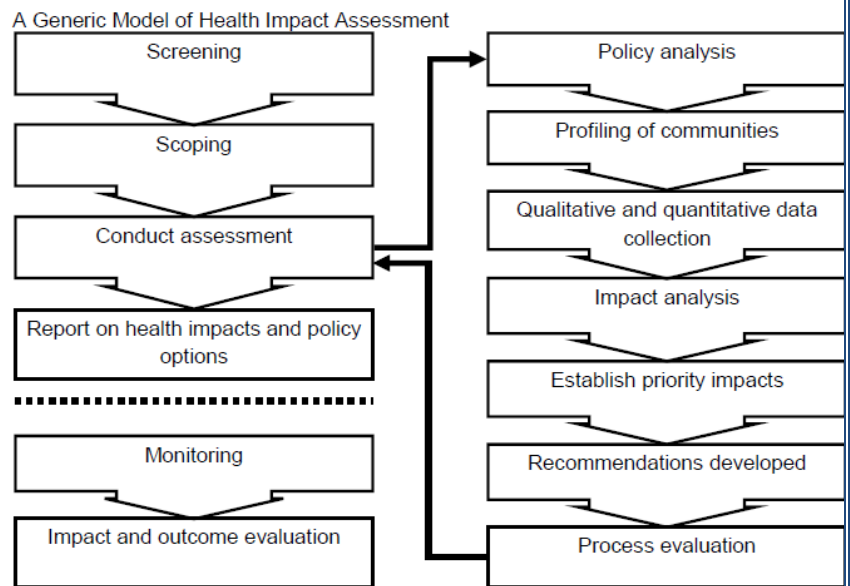 A Generic Model of Health Impact Assessment
Screening
Scoping
Conduct assessment
Report on health impacts and policy
options
Monitoring
Impact and outcome evaluation
Policy analysis
Profiling of communities
Qualitative and quantitative data
collection
Impact analysis
Establish priority impacts
Recommendations developed
Process evaluation